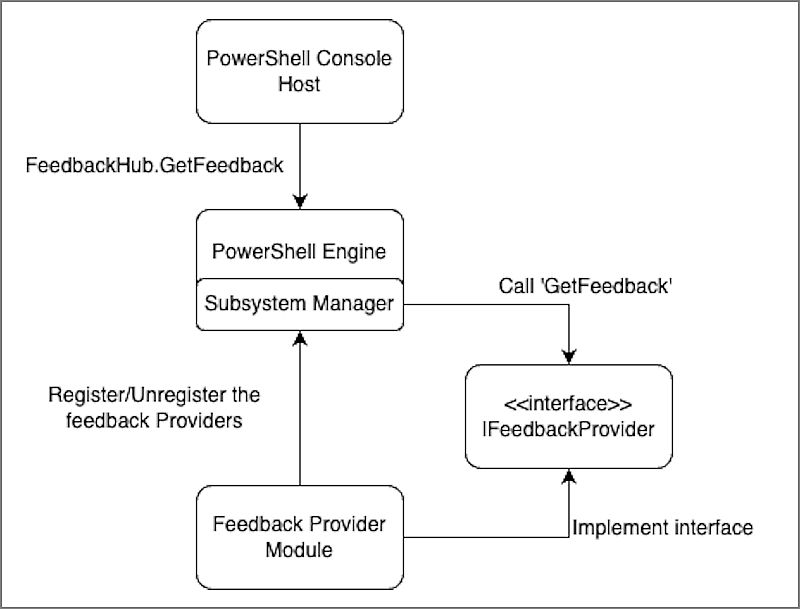 PowerShell Console
Host
FeedbackHub.GetFeedback
PowerShell Engine
Subsystem Manager
Call 'GetFeedback'
Register/Unregister the
feedback Providers
<<interface>>
IFeedbackProvider
Feedback Provider
Module
Implement interface